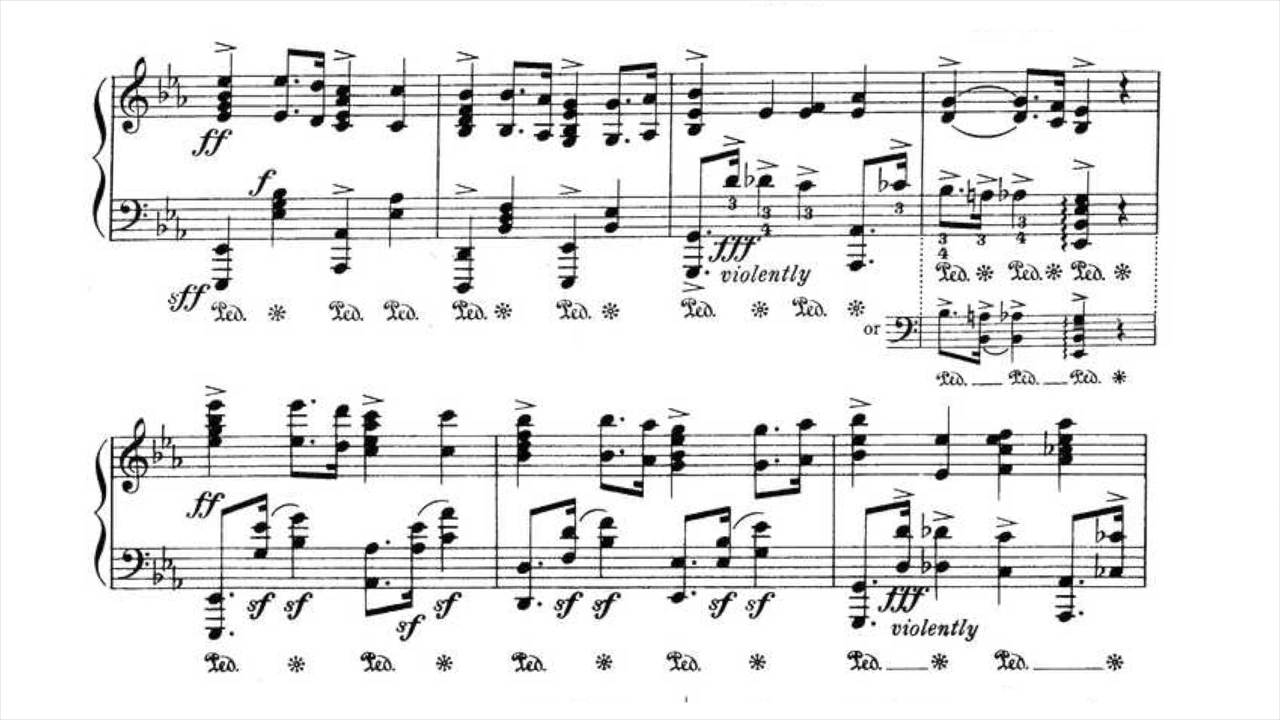 ff
f
3 3 3 3
4
fff
violently
3 3 3
4 4
sff
Ped. Ped. Ped. Ped. Ped. Ped. Ped. Ped. Ped. Ped.
or
Ped. Ped. Ped.
ff
sf sf sf sf sf sf sf sf
fff
violently
Ped. Ped. Ped. Ped. Ped. Ped.